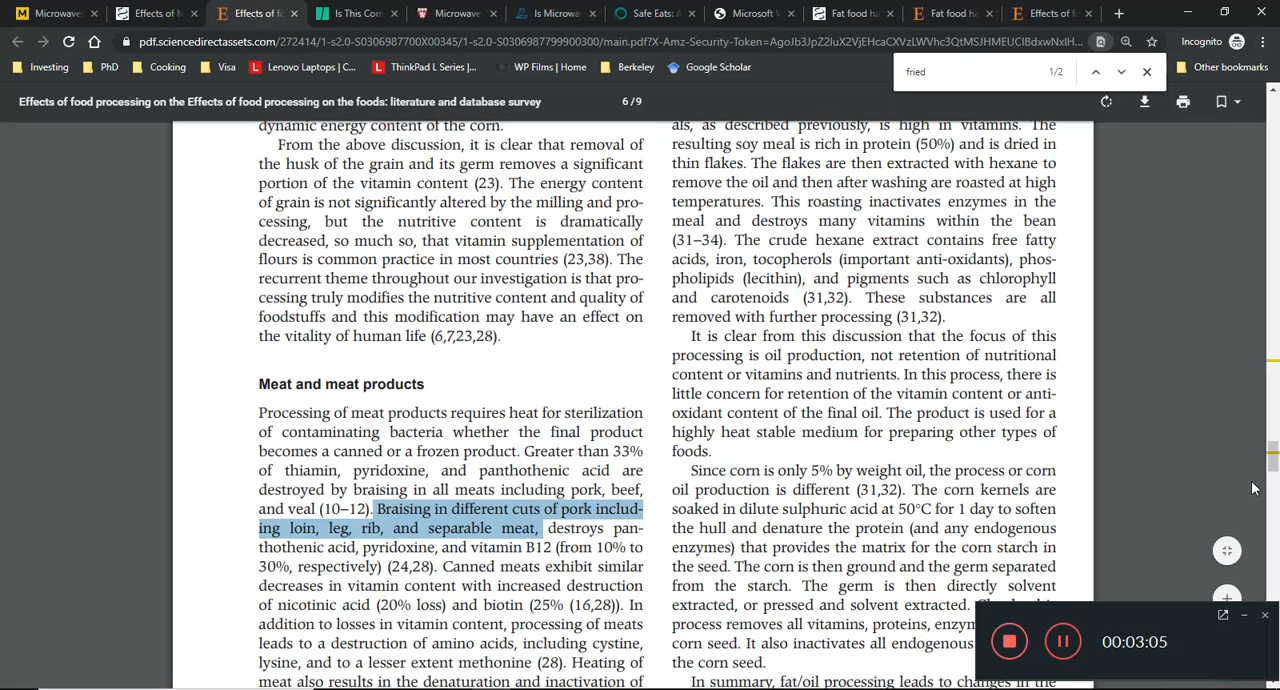 Microwave
Effects of M
Effects of f
Is This Con
Microwave
Is Microwa
Safe Eats: A
Microsoft W
Fat food ha
Fat food ha
Effects of f
pdf.sciencedirectassets.com/272414/1-s2.0-S0306987700X00345/1-s2.0-S0306987799900300/main.pdf?X-Amz-Security-Token=AgoJb3JpZ2luX2VjEHcaCXVzLWVhc3QtMSJHMEUCIBdxwNxlH...
Incognito
Investing
PhD
Cooking
Visa
Lenovo Laptops | C...
ThinkPad L Series |...
WP Films | Home
Berkeley
Google Scholar
Other bookmarks
fried 1/2
Effects of food processing on the Effects of food processing on the foods: literature and database survey
6 / 9
dynamic energy content of the corn.
From the above discussion, it is clear that removal of
the husk of the grain and its germ removes a significant
portion of the vitamin content (23). The energy content
of grain is not significantly altered by the milling and pro-
cessing, but the nutritive content is dramatically
decreased, so much so, that vitamin supplementation of
flours is common practice in most countries (23,38). The
recurrent theme throughout our investigation is that pro-
cessing truly modifies the nutritive content and quality of
foodstuffs and this modification may have an effect on
the vitality of human life (6,7,23,28).
Meat and meat products
Processing of meat products requires heat for sterilization
of contaminating bacteria whether the final product
becomes a canned or a frozen product. Greater than 33%
of thiamin, pyridoxine, and panthothenic acid are
destroyed by braising in all meats including pork, beef,
and veal (10–12). Braising in different cuts of pork includ-
ing loin, leg, rib, and separable meat, destroys pan-
thothenic acid, pyridoxine, and vitamin B12 (from 10% to
30%, respectively) (24,28). Canned meats exhibit similar
decreases in vitamin content with increased destruction
of nicotinic acid (20% loss) and biotin (25% (16,28)). In
addition to losses in vitamin content, processing of meats
leads to a destruction of amino acids, including cystine,
lysine, and to a lesser extent methonine (28). Heating of
meat also results in the denaturation and inactivation of
als, as described previously, is high in vitamins. The
resulting soy meal is rich in protein (50%) and is dried in
thin flakes. The flakes are then extracted with hexane to
remove the oil and then after washing are roasted at high
temperatures. This roasting inactivates enzymes in the
meal and destroys many vitamins within the bean
(31–34). The crude hexane extract contains free fatty
acids, iron, tocopherols (important anti-oxidants), phos-
pholipids (lecithin), and pigments such as chlorophyll
and carotenoids (31,32). These substances are all
removed with further processing (31,32).
It is clear from this discussion that the focus of this
processing is oil production, not retention of nutritional
content or vitamins and nutrients. In this process, there is
little concern for retention of the vitamin content or anti-
oxidant content of the final oil. The product is used for a
highly heat stable medium for preparing other types of
foods.
Since corn is only 5% by weight oil, the process or corn
oil production is different (31,32). The corn kernels are
soaked in dilute sulphuric acid at 50°C for 1 day to soften
the hull and denature the protein (and any endogenous
enzymes) that provides the matrix for the corn starch in
the seed. The corn is then ground and the germ separated
from the starch. The germ is then directly solvent
extracted, or pressed and solvent extracted.
process removes all vitamins, proteins, enzym
corn seed. It also inactivates all endogenous
the corn seed.
In summary, fat/oil processing leads to changes in the
00:03:05